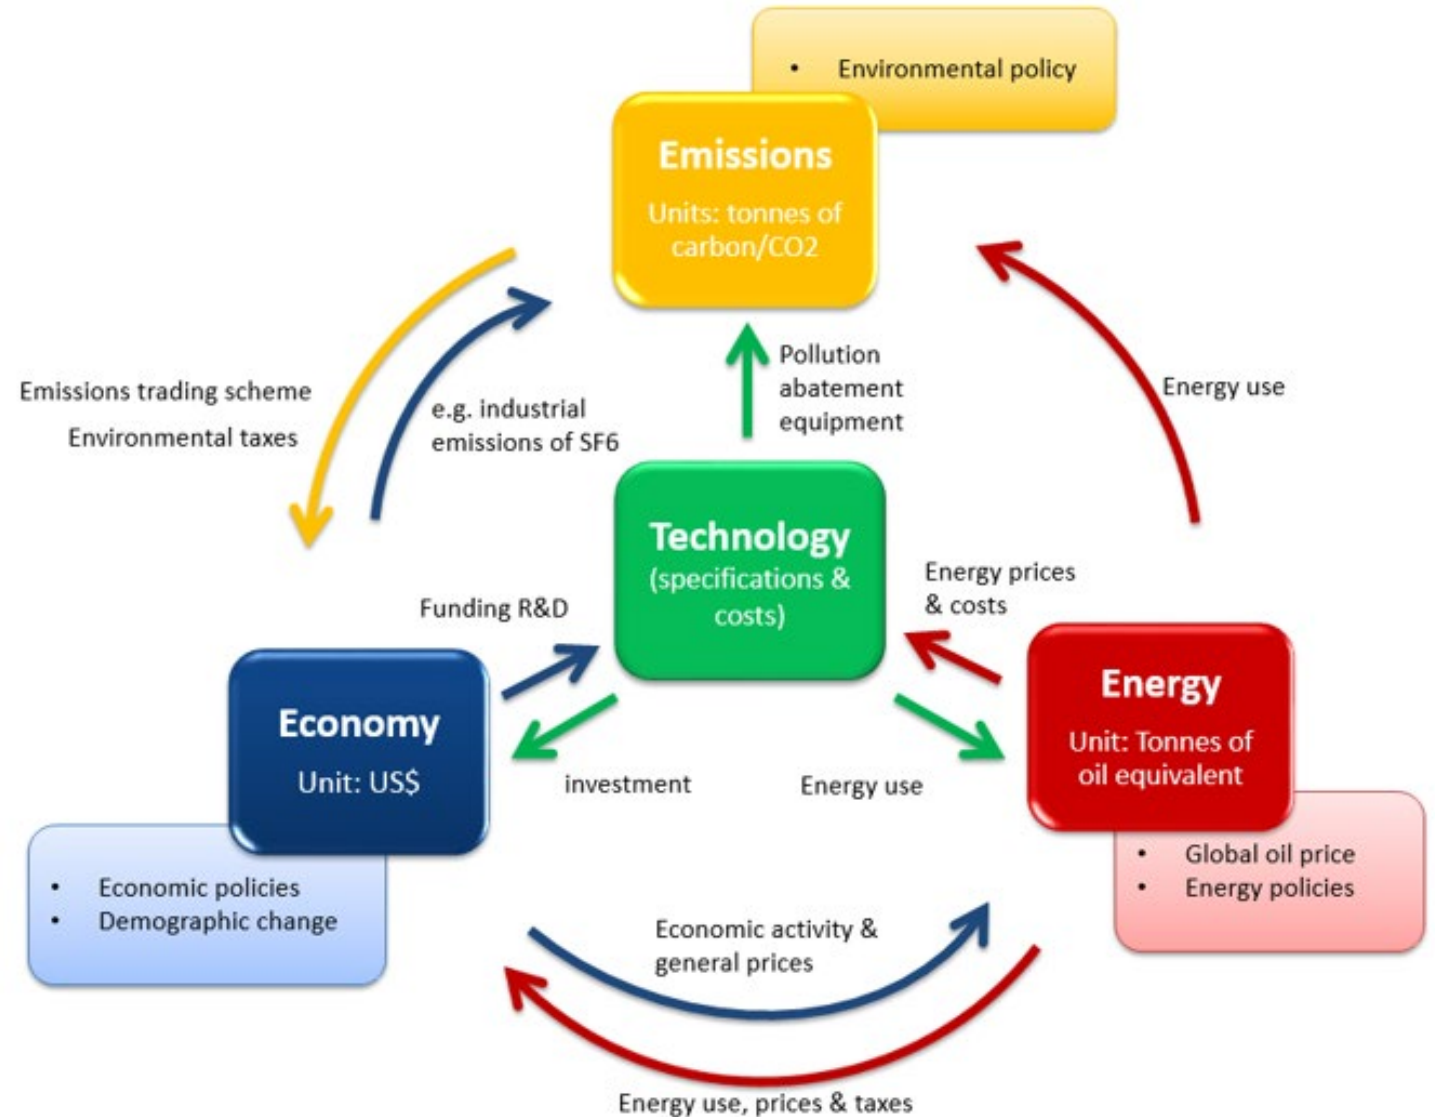 • Environmental policy
Emissions
Units: tonnes of
carbon/CO2
Emissions trading scheme
Environmental taxes
e.g. industrial
emissions of SF6
Pollution
abatement
equipment
Energy use
Technology
(specifications &
costs)
Funding R&D
Energy prices
& costs
Economy
Unit: US$
investment
Energy use
Energy
Unit: Tonnes of
oil equivalent
• Economic policies
• Demographic change
• Global oil price
• Energy policies
Economic activity &
general prices
Energy use, prices & taxes